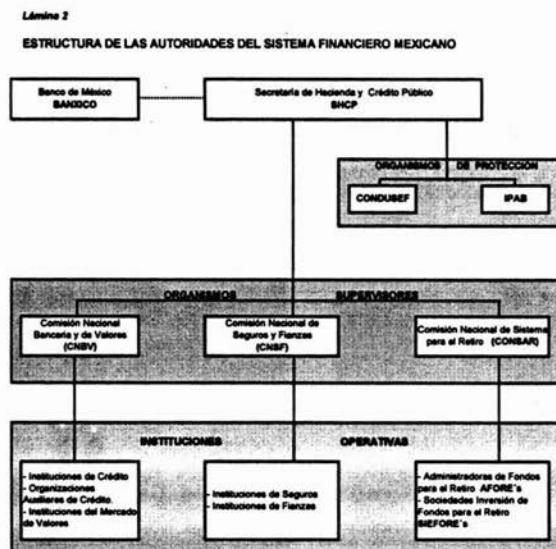 Lámina 2
ESTRUCTURA DE LAS AUTORIDADES DEL SISTEMA FINANCIERO MEXICANO
Banco de México
BANXICO
Secretaría de Hacienda y Crédito Público
SHCP
ORGANISMOS DE PROTECCIÓN
CONDUSEF
IPAB
ORGANISMOS SUPERVISORES
Comisión Nacional
Bancaria y de Valores
(CNBV)
Comisión Nacional de
Seguros y Fianzas
(CNSF)
Comisión Nacional de Sistema
para el Retiro (CONSAR)
INSTITUCIONES OPERATIVAS
- Instituciones de Crédito
- Organizaciones
Auxiliares de Crédito.
- Instituciones del Mercado
de Valores
- Instituciones de Seguros
- Instituciones de Fianzas
- Administradoras de Fondos
para el Retiro AFORE´s
- Sociedades Inversión de
Fondos para el Retiro
SIEFORE´s